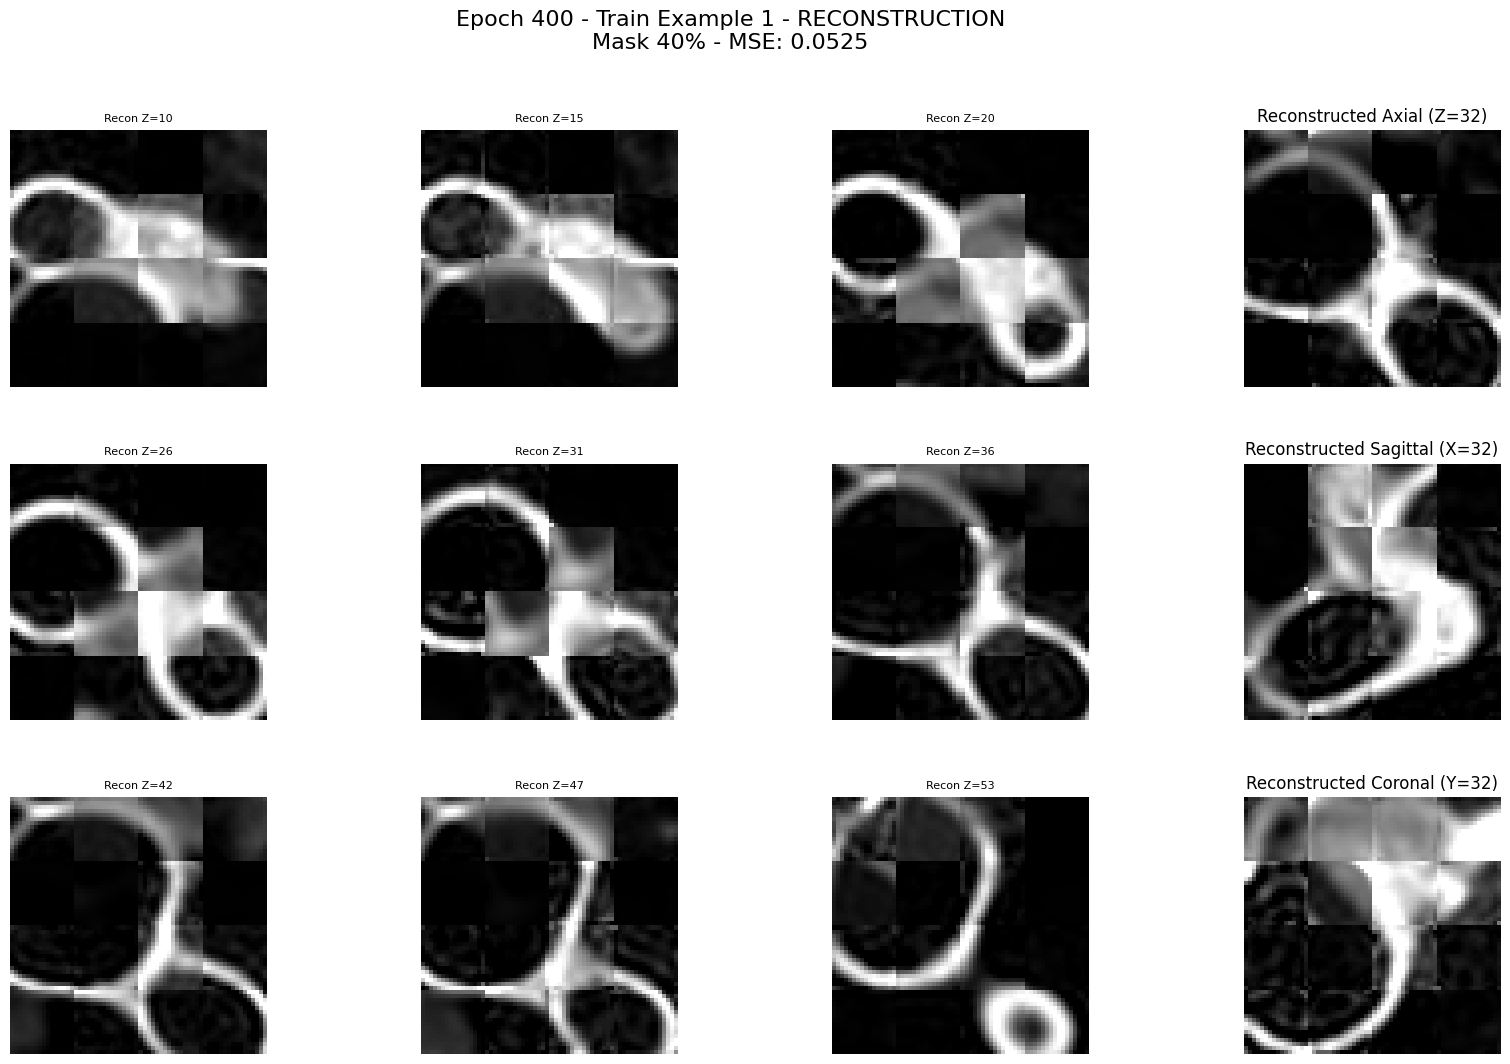 Epoch 400 - Train Example 1 - RECONSTRUCTION
Mask 40% - MSE: 0.0525
Recon Z=10
Recon Z=15
Recon Z=20
Reconstructed Axial (Z=32)
Recon Z=26
Recon Z=31
Recon Z=36
Reconstructed Sagittal (X=32)
Recon Z=42
Recon Z=47
Recon Z=53
Reconstructed Coronal (Y=32)